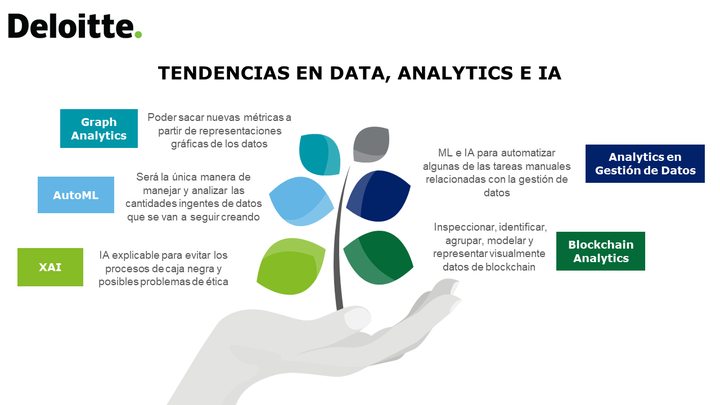 Deloitte.
TENDENCIAS EN DATA, ANALYTICS E IA
Graph
Analytics
Poder sacar nuevas métricas a
partir de representaciones
gráficas de los datos
AutoML
Será la única manera de
manejar y analizar las
cantidades ingentes de datos
que se van a seguir creando
XAI
IA explicable para evitar los
procesos de caja negra y
posibles problemas de ética
ML e IA para automatizar
algunas de las tareas manuales
relacionadas con la gestión de
datos
Analytics en
Gestión de Datos
Inspeccionar, identificar,
agrupar, modelar y
representar visualmente
datos de blockchain
Blockchain
Analytics